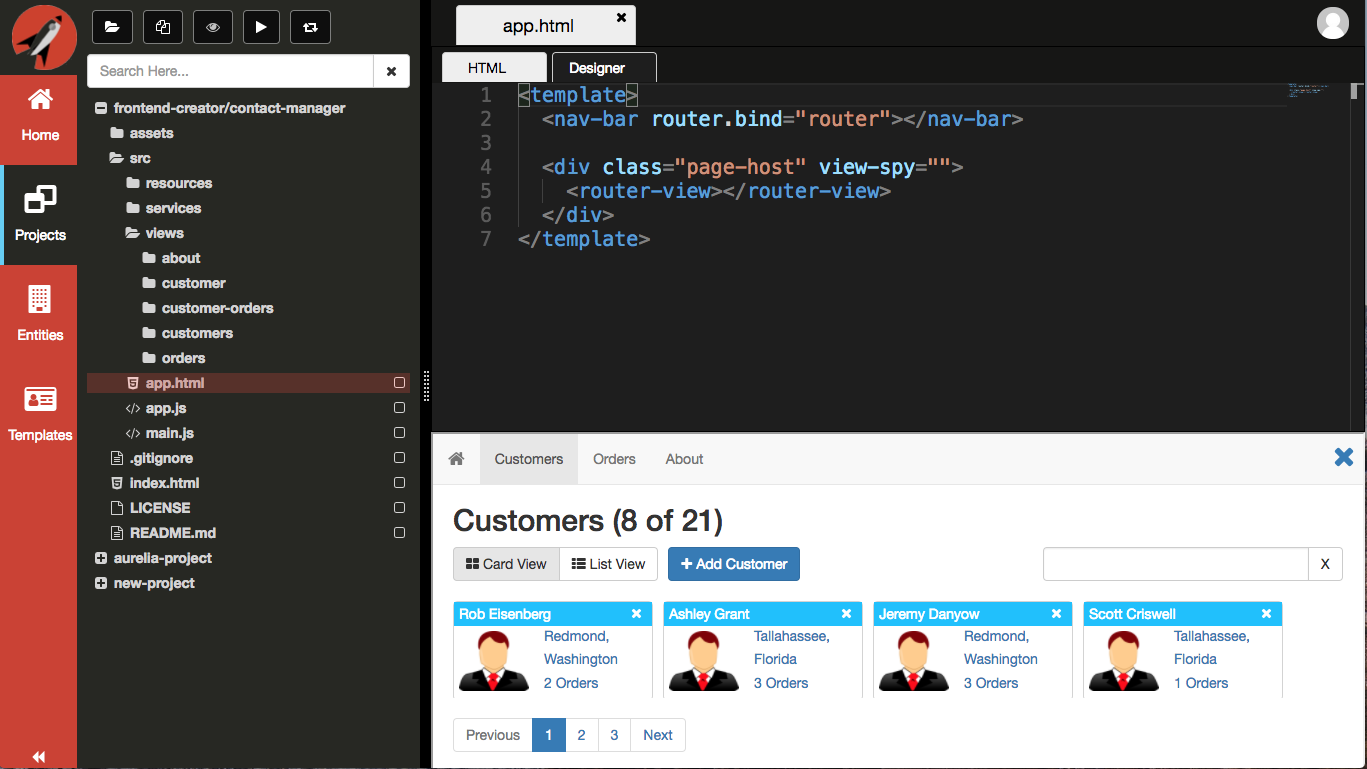 Home
Projects
Entities
Templates
Search Here...
frontend-creator/contact-manager
assets
src
resources
services
views
about
customer
customer-orders
customers
orders
app.html
app.js
main.js
.gitignore
index.html
LICENSE
README.md
aurelia-project
new-project
app.html
HTML Designer
1 <template>
2 <nav-bar router.bind="router"></nav-bar>
3
4 <div class="page-host" view-spy="">
5 <router-view></router-view>
6 </div>
7 </template>
Customers Orders About
Customers (8 of 21)
Card View List View + Add Customer X
Rob Eisenberg
Redmond,
Washington
2 Orders
Ashley Grant
Tallahassee,
Florida
3 Orders
Jeremy Danyow
Redmond,
Washington
3 Orders
Scott Criswell
Tallahassee,
Florida
1 Orders
Previous 1 2 3 Next